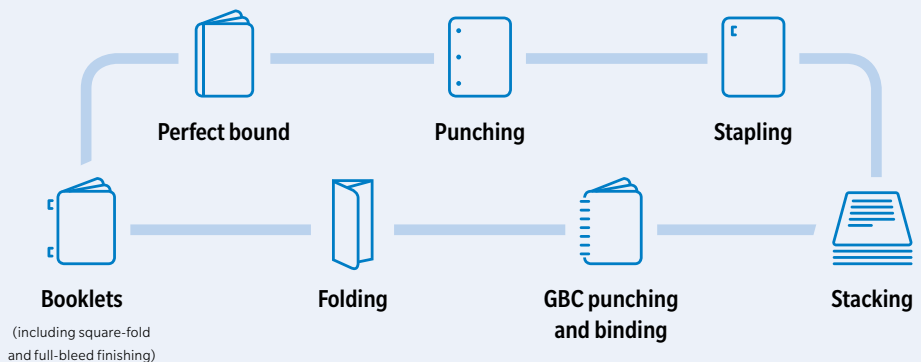 Perfect bound
Punching
Stapling
Booklets
(including square-fold
and full-bleed finishing)
Folding
GBC punching
and binding
Stacking